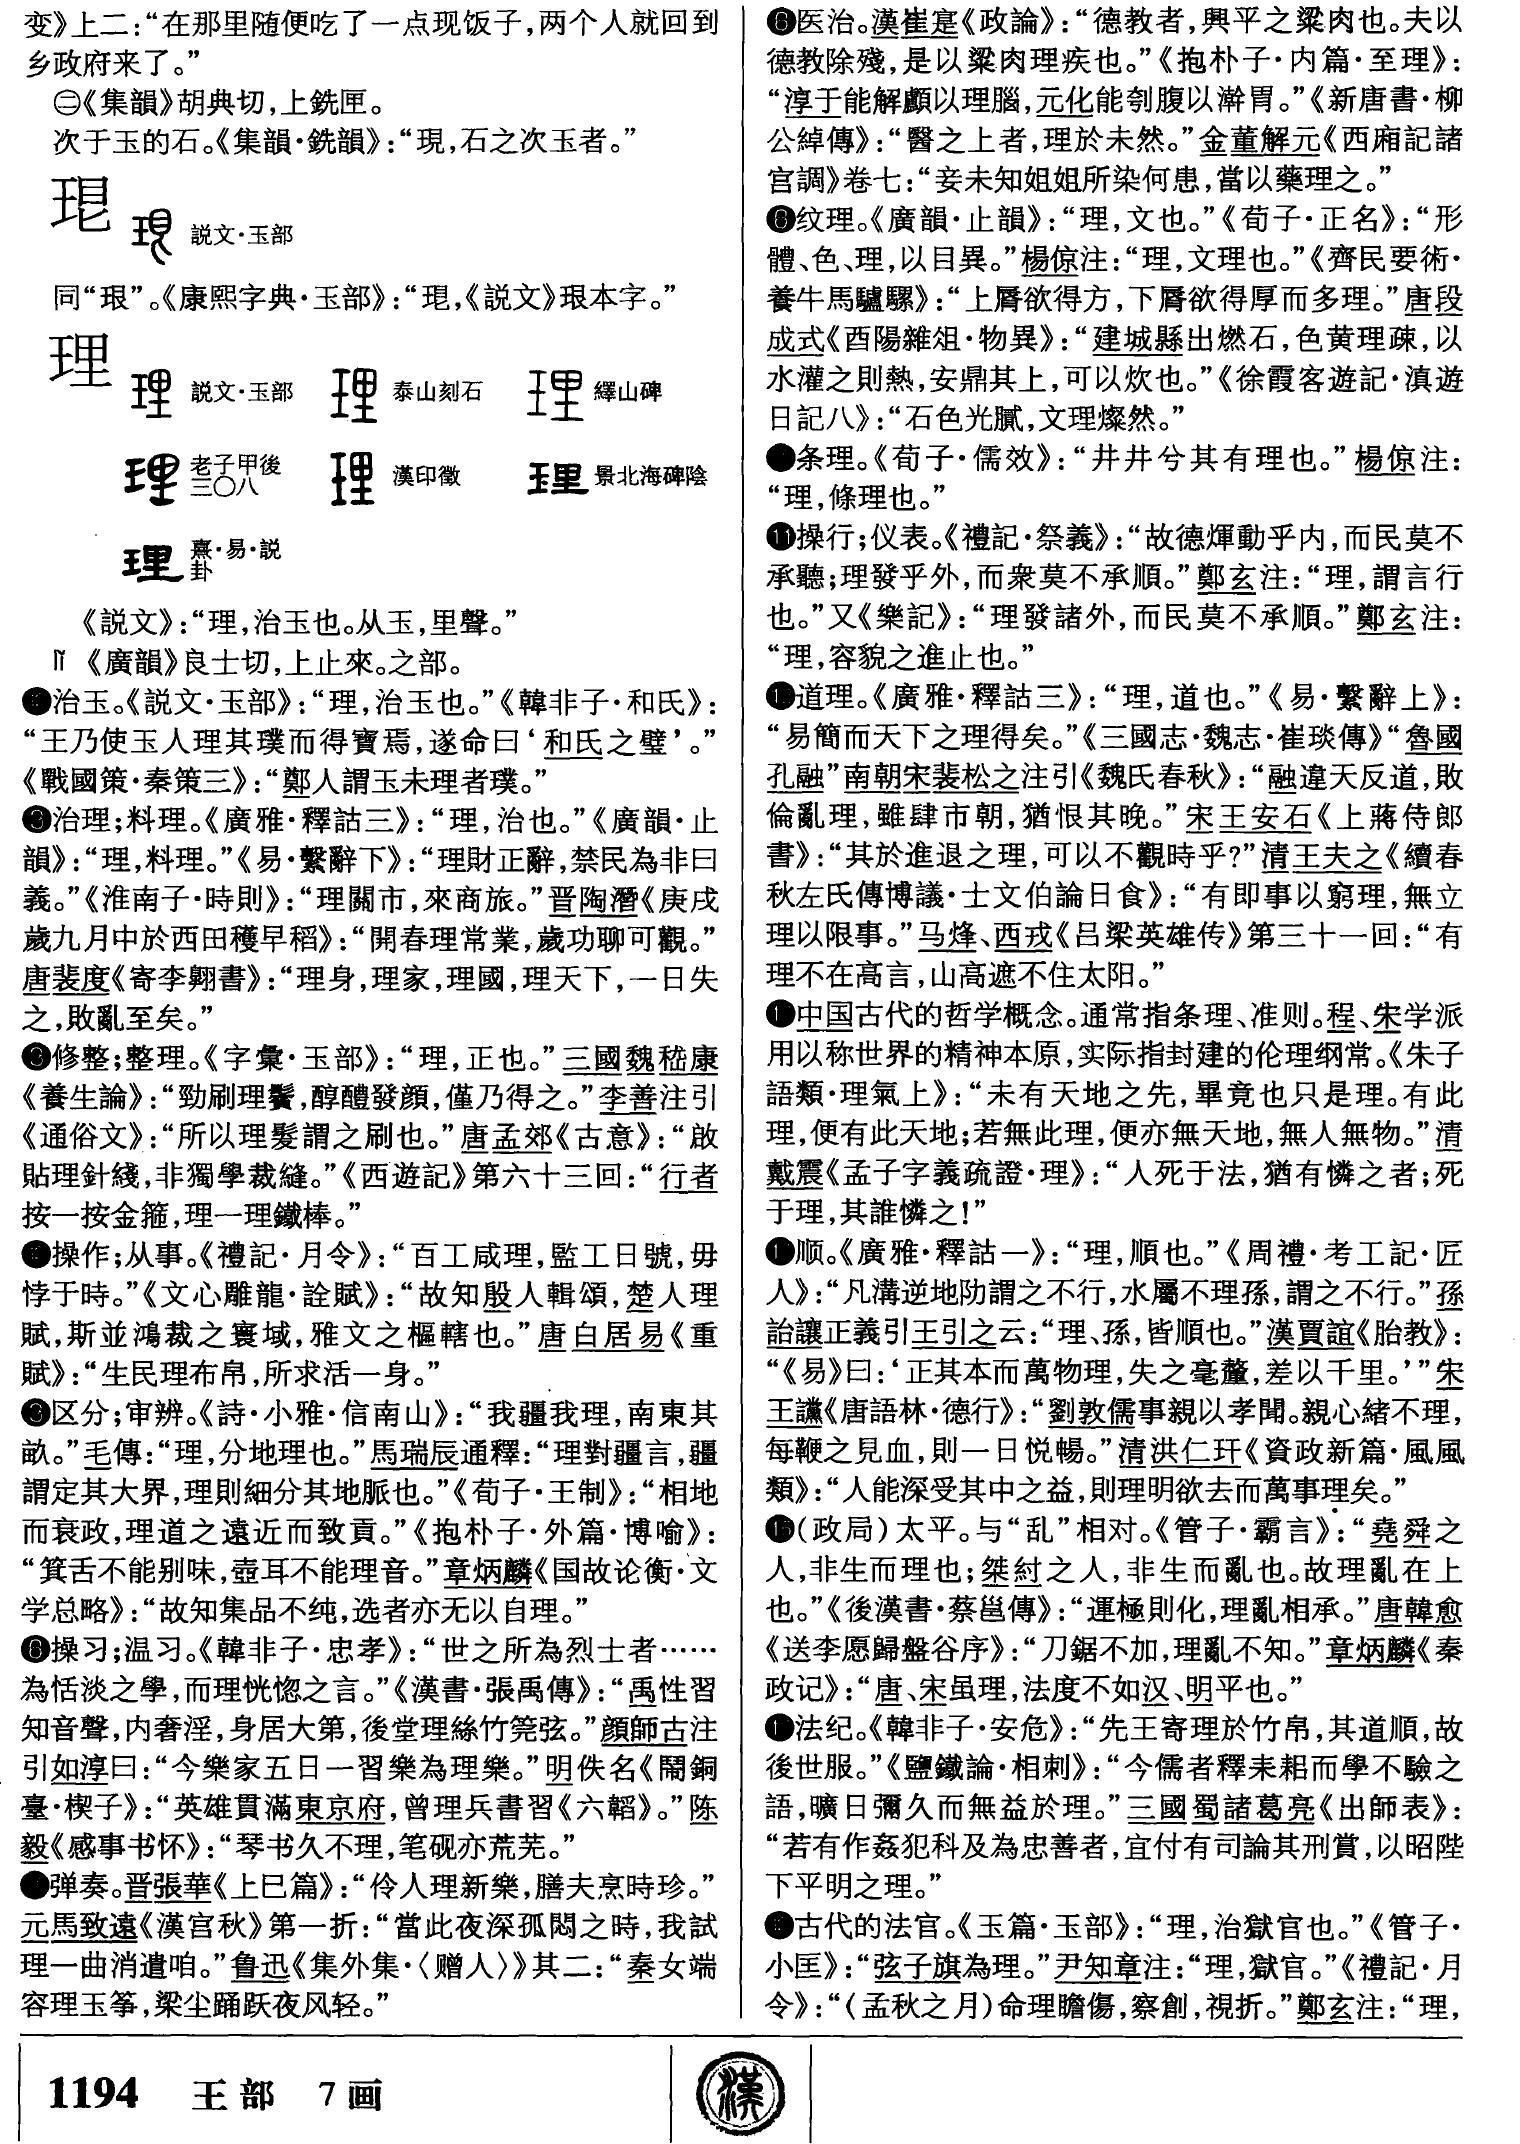 变》上二：“在那里随便吃了一点现饭子，两个人就回到
乡政府来了。”
㊁《集韻》胡典切，上銑匣。
次于玉的石。《集韻·銑韻》：“現，石之次玉者。”
説文·玉部
同“珢”。《康熙字典·玉部》：“珢，《説文》珢本字。”
理
理 説文·玉部 理 泰山刻石 理 繹山碑
理 老子甲後三〇八 理 漢印徵 理 景北海碑陰
理 熹·易·説卦
《説文》：“理，治玉也。从玉，里聲。”
lǐ 《廣韻》良士切，上止來。之部。
治玉。《説文·玉部》：“理，治玉也。”《韓非子·和氏》：
“王乃使玉人理其璞而得寶焉，遂命曰‘和氏之璧’。”
《戰國策·秦策三》：“鄭人謂玉未理者璞。”
治理；料理。《廣雅·釋詁三》：“理，治也。”《廣韻·止
韻》：“理，料理。”《易·繫辭下》：“理財正辭，禁民為非曰
義。”《淮南子·時則》：“理關市，來商旅。”晋陶潛《庚戌
歲九月中於西田穫早稻》：“開春理常業，歲功聊可觀。”
唐裴度《寄李翱書》：“理身，理家，理國，理天下，一日失
之，敗亂至矣。”
❸修整；整理。《字彙·玉部》：“理，正也。”三國魏嵇康
《養生論》：“勁刷理鬢，醇醴發顔，僅乃得之。”李善注引
《通俗文》：“所以理髮謂之刷也。”唐孟郊《古意》：“啟
貼理針綫，非獨學裁縫。”《西遊記》第六十三回：“行者
按一按金箍，理一理鐵棒。”
操作；从事。《禮記·月令》：“百工咸理，監工日號，毋
悖于時。”《文心雕龍·詮賦》：“故知殷人輯頌，楚人理
賦，斯並鴻裁之寰域，雅文之樞轄也。”唐白居易《重
賦》：“生民理布帛，所求活一身。”
区分；审辨。《詩·小雅·信南山》：“我疆我理，南東其
畝。”毛傳：“理，分地理也。”馬瑞辰通釋：“理對疆言，疆
謂定其大界，理則細分其地脈也。”《荀子·王制》：“相地
而衰政，理道之遠近而致貢。”《抱朴子·外篇·博喻》：
“箕舌不能别味，壺耳不能理音。”章炳麟《国故论衡·文
学总略》：“故知集品不纯，选者亦无以自理。”
❻操习；温习。《韓非子·忠孝》：“世之所為烈士者……
為恬淡之學，而理恍惚之言。”《漢書·張禹傳》：“禹性習
知音聲，内奢淫，身居大第，後堂理絲竹筦弦。”顔師古注
引如淳曰：“今樂家五日一習樂為理樂。”明佚名《鬧銅
臺·楔子》：“英雄貫滿東京府，曾理兵書習《六韜》。”陈
毅《感事书怀》：“琴书久不理，笔砚亦荒芜。”
弹奏。晋張華《上巳篇》：“伶人理新樂，膳夫烹時珍。”
元馬致遠《漢宫秋》第一折：“當此夜深孤悶之時，我試
理一曲消遣咱。”鲁迅《集外集·〈赠人〉》其二：“秦女端
容理玉筝，梁尘踊跃夜风轻。”
医治。漢崔寔《政論》：“德教者，興平之粱肉也。夫以
德教除殘，是以粱肉理疾也。”《抱朴子·内篇·至理》：
“淳于能解顱以理腦，元化能刳腹以澣胃。”《新唐書·柳
公綽傳》：“醫之上者，理於未然。”金董解元《西廂記諸
宫調》卷七：“妾未知姐姐所染何患，當以藥理之。”
纹理。《廣韻·止韻》：“理，文也。”《荀子·正名》：“形
體、色、理，以目異。”楊倞注：“理，文理也。”《齊民要術·
養牛馬驢騾》：“上脣欲得方，下脣欲得厚而多理。”唐段
成式《酉陽雜俎·物異》：“建城縣出燃石，色黄理疎，以
水灌之則熱，安鼎其上，可以炊也。”《徐霞客遊記·滇遊
日記八》：“石色光膩，文理燦然。”
条理。《荀子·儒效》：“井井兮其有理也。”楊倞注：
“理，條理也。”
⓫操行；仪表。《禮記·祭義》：“故德煇動乎内，而民莫不
承聽；理發乎外，而衆莫不承順。”鄭玄注：“理，謂言行
也。”又《樂記》：“理發諸外，而民莫不承順。”鄭玄注：
“理，容貌之進止也。”
道理。《廣雅·釋詁三》：“理，道也。”《易·繫辭上》：
“易簡而天下之理得矣。”《三國志·魏志·崔琰傳》“魯國
孔融”南朝宋裴松之注引《魏氏春秋》：“融違天反道，敗
倫亂理，雖肆市朝，猶恨其晚。”宋王安石《上蔣侍郎
書》：“其於進退之理，可以不觀時乎？”清王夫之《續春
秋左氏傳博議·士文伯論日食》：“有即事以窮理，無立
理以限事。”马烽、西戎《吕梁英雄传》第三十一回：“有
理不在高言，山高遮不住太阳。”
中国古代的哲学概念。通常指条理、准则。程、朱学派
用以称世界的精神本原，实际指封建的伦理纲常。《朱子
語類·理氣上》：“未有天地之先，畢竟也只是理。有此
理，便有此天地；若無此理，便亦無天地，無人無物。”清
戴震《孟子字義疏證·理》：“人死于法，猶有憐之者；死
于理，其誰憐之！”
顺。《廣雅·釋詁一》：“理，順也。”《周禮·考工記·匠
人》：“凡溝逆地阞謂之不行，水屬不理孫，謂之不行。”孫
詒讓正義引王引之云：“理、孫，皆順也。”漢賈誼《胎教》：
“《易》曰：‘正其本而萬物理，失之毫釐，差以千里。’”宋
王讜《唐語林·德行》：“劉敦儒事親以孝聞。親心緒不理，
每鞭之見血，則一日悦暢。”清洪仁玕《資政新篇·風風
類》：“人能深受其中之益，則理明欲去而萬事理矣。”
（政局）太平。与“乱”相对。《管子·霸言》：“堯舜之
人，非生而理也；桀紂之人，非生而亂也。故理亂在上
也。”《後漢書·蔡邕傳》：“運極則化，理亂相承。”唐韓愈
《送李愿歸盤谷序》：“刀鋸不加，理亂不知。”章炳麟《秦
政记》：“唐、宋虽理，法度不如汉、明平也。”
法纪。《韓非子·安危》：“先王寄理於竹帛，其道順，故
後世服。”《鹽鐵論·相刺》：“今儒者釋耒耜而學不驗之
語，曠日彌久而無益於理。”三國蜀諸葛亮《出師表》：
“若有作姦犯科及為忠善者，宜付有司論其刑賞，以昭陛
下平明之理。”
古代的法官。《玉篇·玉部》：“理，治獄官也。”《管子·
小匡》：“弦子旗為理。”尹知章注：“理，獄官。”《禮記·月
令》：“（孟秋之月）命理瞻傷，察創，視折。”鄭玄注：“理，
1194 王部 7画
漢